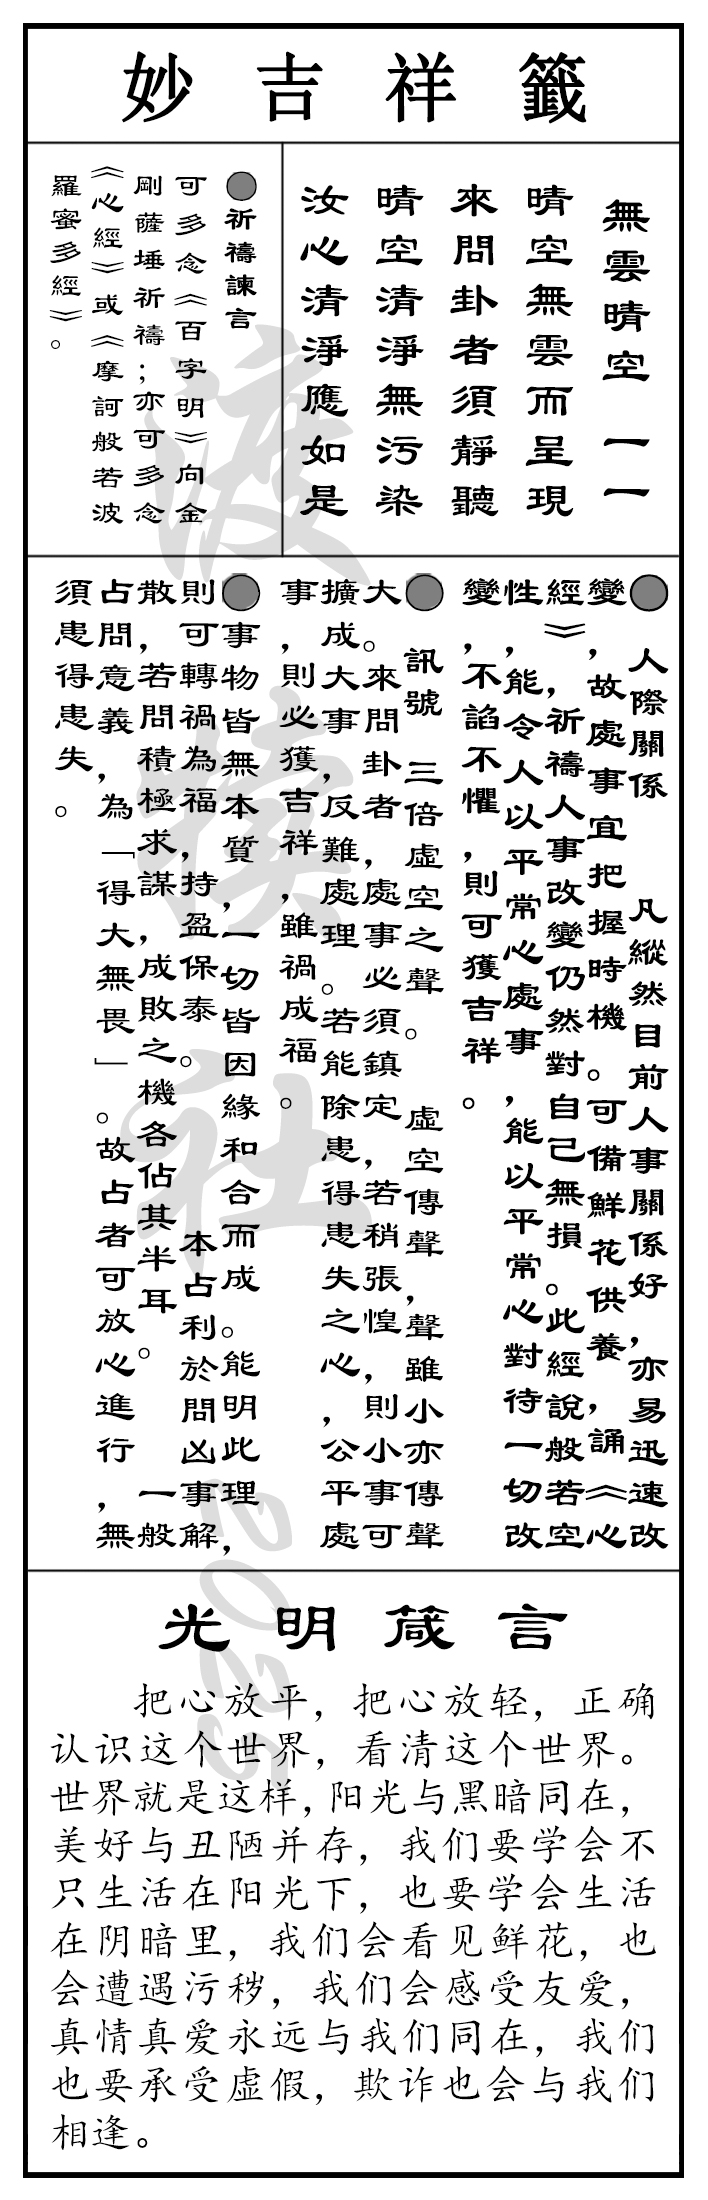 妙吉祥籤
無雲晴空 一一
晴空無雲而呈現
來問卦者須靜聽
晴空清淨無污染
汝心清淨應如是
●祈禱諫言
可多念《百字明》向金
剛薩埵祈禱；亦可多念
《心經》或《摩訶般若波
羅蜜多經》。
● 人際關係 凡縱然目前人事關係好，亦易迅速改
變，故處事宜把握時機。可備鮮花供養，誦《心
經》，祈禱人事改變仍然對自己無損。此經說般若空
性，能令人以平常心處事，能以平常心對待一切改
變，不諂不懼，則可獲吉祥。
● 訊號 三倍虛空之聲。 虛空傳聲，聲雖小亦傳聲
大。來問卦者，處事必須鎮定，若稍張惶，則小事可
擴成大事，反難處理。若能除患得患失之心，公平處
事，則必獲吉祥，雖禍成福。
●事物皆無本質，一切皆因緣和合而成。能明此理，
則可轉禍為福，持盈保泰。 本占利於問凶事解
散，若問積極求謀，成敗之機各佔其半耳。 一般
占問意義，為「得大無畏」。故占者可放心進行，無
須患得患失。
光明箴言
把心放平，把心放轻，正确
认识这个世界，看清这个世界。
世界就是这样，阳光与黑暗同在，
美好与丑陋并存，我们要学会不
只生活在阳光下，也要学会生活
在阴暗里，我们会看见鲜花，也
会遭遇污秽，我们会感受友爱，
真情真爱永远与我们同在，我们
也要承受虚假，欺诈也会与我们
相逢。
渡
社
2025